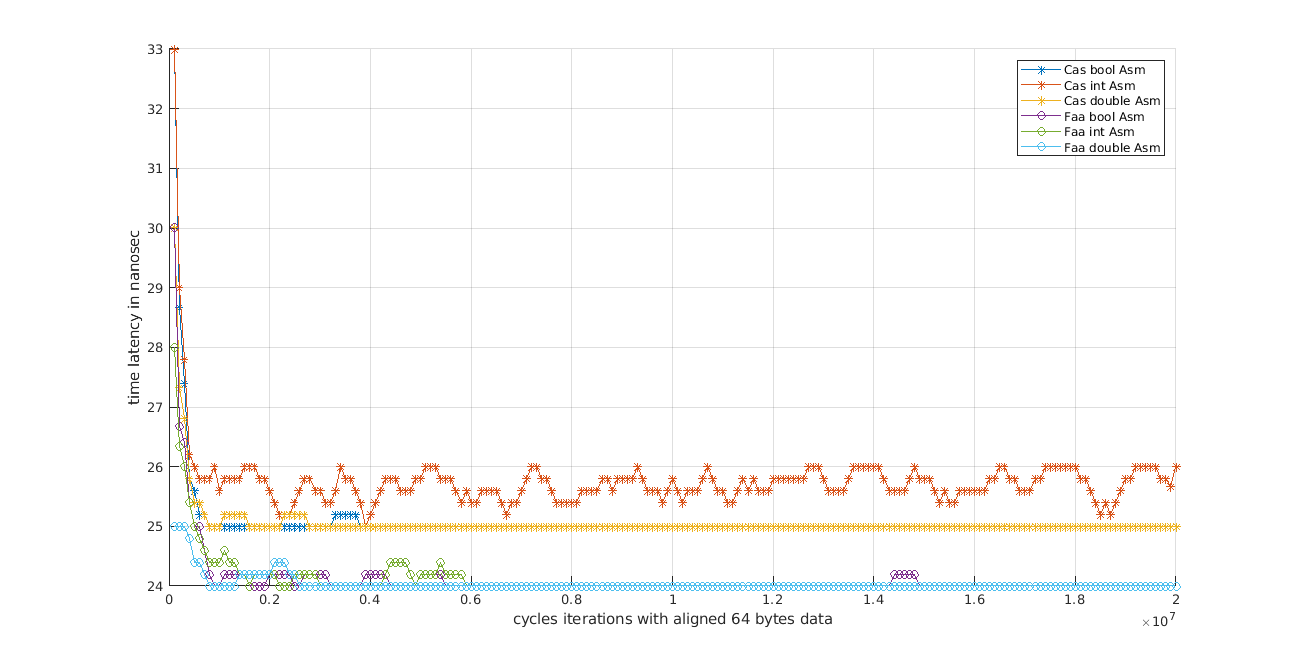 33
32
31
30
29
28
27
26
25
24
time latency in nanosec
Cas bool Asm
Cas int Asm
Cas double Asm
Faa bool Asm
Faa int Asm
Faa double Asm
0 0.2 0.4 0.6 0.8 1 1.2 1.4 1.6 1.8 2
cycles iterations with aligned 64 bytes data
×10^7